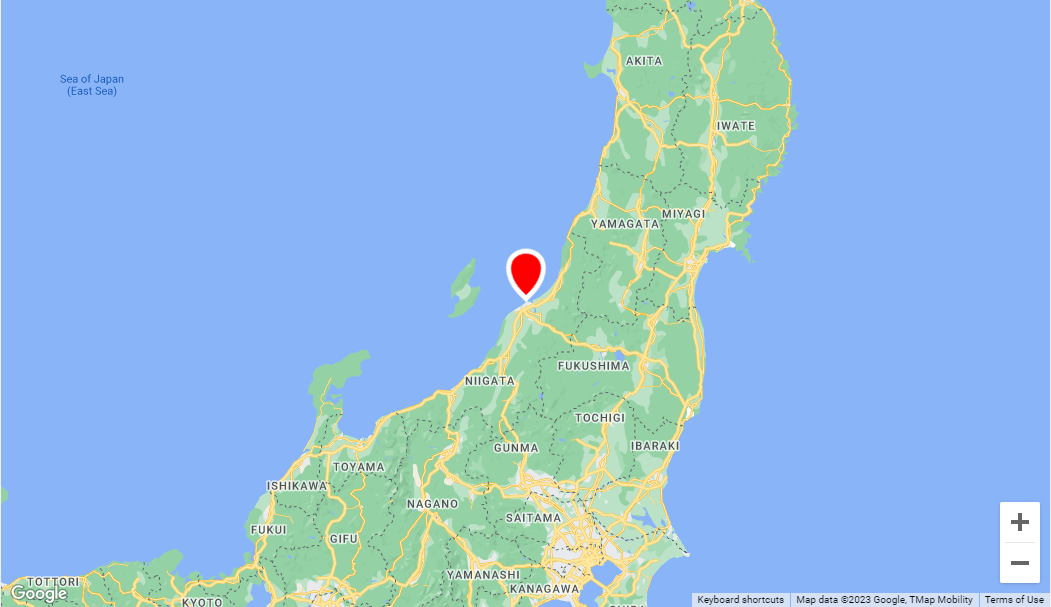 AKITA
Sea of Japan
(East Sea)
IWATE
MIYAGI
YAMAGATA
FUKUSHIMA
NIIGATA
TOCHIGI
IBARAKI
GUNMA
TOYAMA
ISHIKAWA
NAGANO
SAITAMA
FUKUI
GIFU
YAMANASHI
TOTTORI
KANAGAWA
Google
KYOTO
Keyboard shortcuts
Map data ©2023 Google, TMap Mobility
Terms of Use